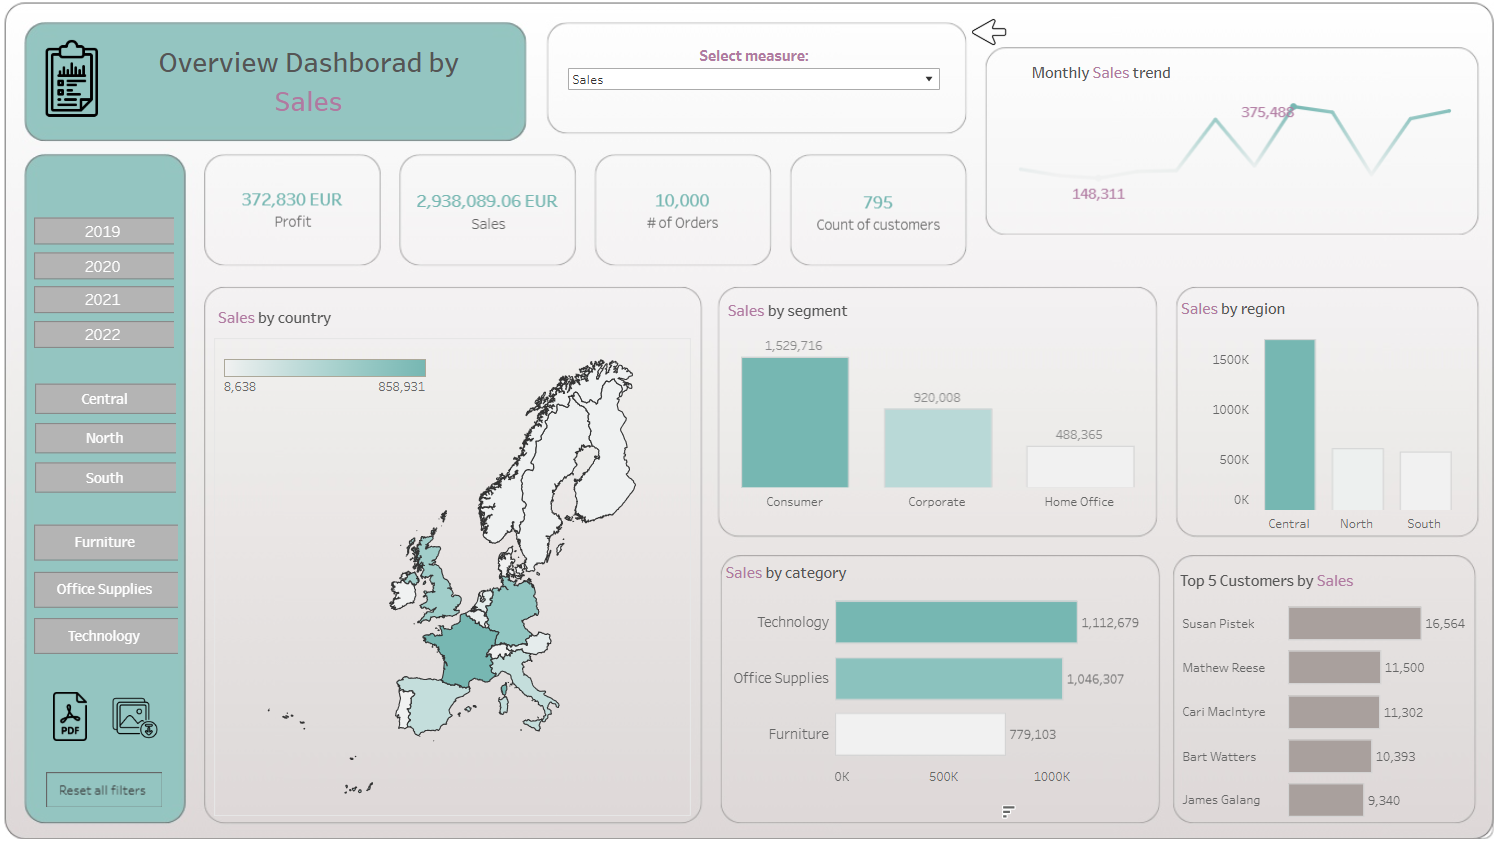 Overview Dashborad by
Sales
Select measure:
Sales
Monthly Sales trend
375,488
148,311
2019
2020
2021
2022
Central
North
South
Furniture
Office Supplies
Technology
PDF
Reset all filters
372,830 EUR
Profit
2,938,089.06 EUR
Sales
10,000
# of Orders
795
Count of customers
Sales by country
8,638
858,931
Sales by segment
1,529,716
920,008
488,365
Consumer
Corporate
Home Office
Sales by region
1500K
1000K
500K
0K
Central
North
South
Sales by category
Technology
1,112,679
Office Supplies
1,046,307
Furniture
779,103
0K
500K
1000K
Top 5 Customers by Sales
Susan Pistek
16,564
Mathew Reese
11,500
Cari MacIntyre
11,302
Bart Watters
10,393
James Galang
9,340